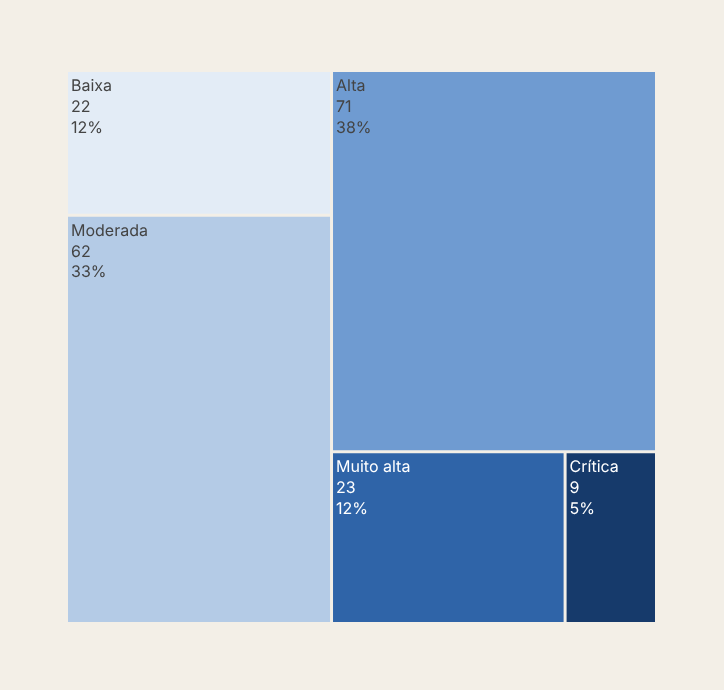 Baixa
22
12%
Alta
71
38%
Moderada
62
33%
Muito alta
23
12%
Crítica
9
5%